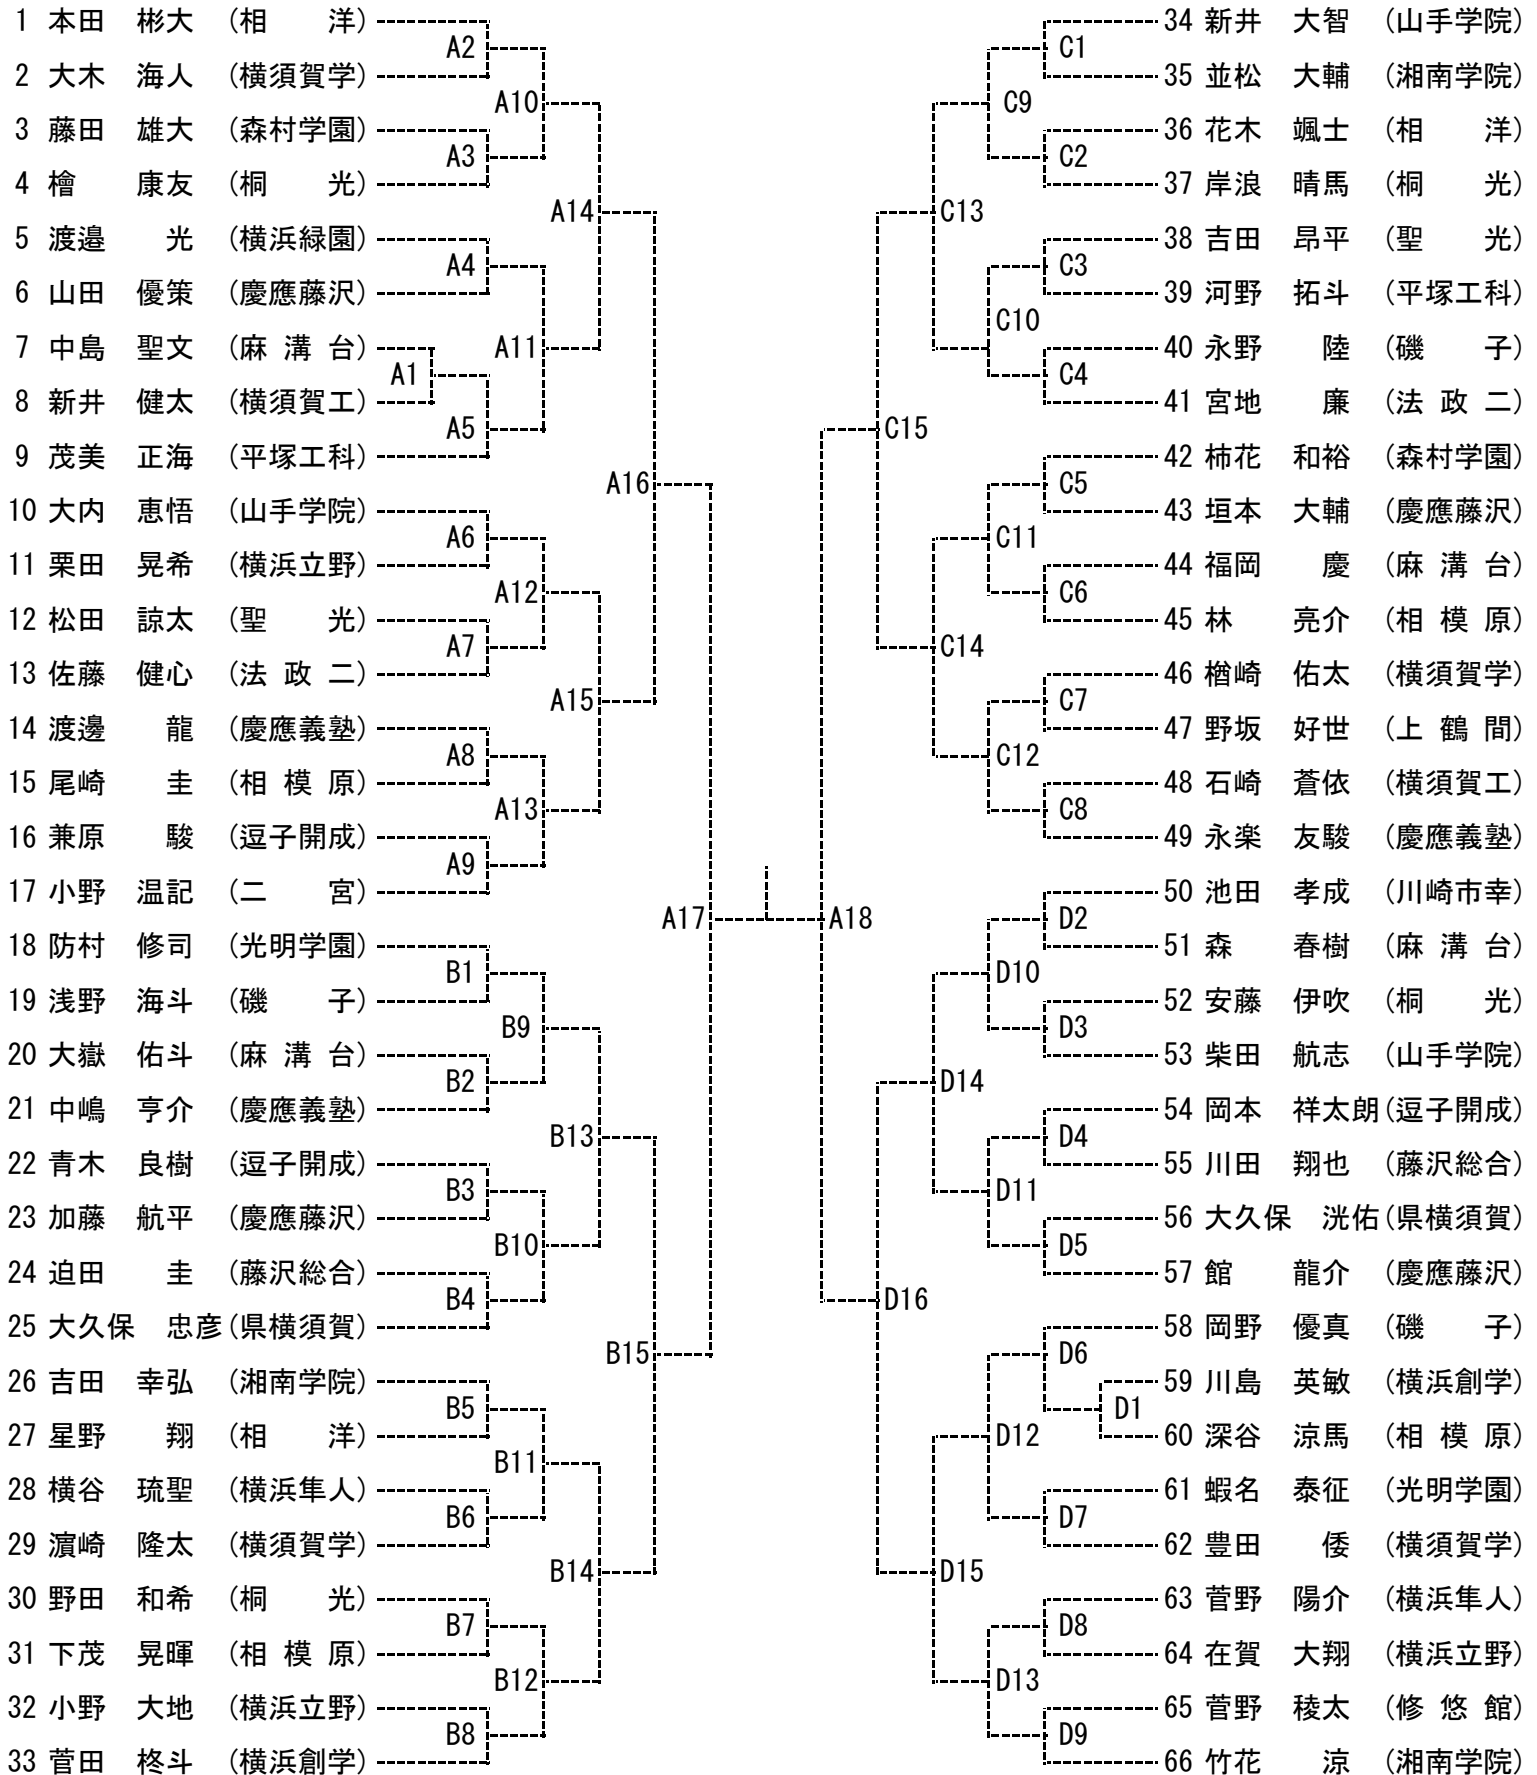 1 本田 彬大 (相 洋)
2 大木 海人 (横須賀学)
3 藤田 雄大 (森村学園)
4 檜 康友 (桐 光)
5 渡邉 光 (横浜緑園)
6 山田 優策 (慶應藤沢)
7 中島 聖文 (麻 溝 台)
8 新井 健太 (横須賀工)
9 茂美 正海 (平塚工科)
10 大内 恵悟 (山手学院)
11 栗田 晃希 (横浜立野)
12 松田 諒太 (聖 光)
13 佐藤 健心 (法 政 二)
14 渡邊 龍 (慶應義塾)
15 尾崎 圭 (相 模 原)
16 兼原 駿 (逗子開成)
17 小野 温記 (二 宮)
18 防村 修司 (光明学園)
19 浅野 海斗 (磯 子)
20 大嶽 佑斗 (麻 溝 台)
21 中嶋 亨介 (慶應義塾)
22 青木 良樹 (逗子開成)
23 加藤 航平 (慶應藤沢)
24 迫田 圭 (藤沢総合)
25 大久保 忠彦(県横須賀)
26 吉田 幸弘 (湘南学院)
27 星野 翔 (相 洋)
28 横谷 琉聖 (横浜隼人)
29 濵崎 隆太 (横須賀学)
30 野田 和希 (桐 光)
31 下茂 晃暉 (相 模 原)
32 小野 大地 (横浜立野)
33 菅田 柊斗 (横浜創学)
A2
A3
A4
A1
A5
A6
A7
A8
A9
B1
B2
B3
B4
B5
B6
B7
B8
A10
A11
A12
A13
B9
B10
B11
B12
A14
A15
B13
B14
A16
B15
A17
A18
C15
D16
C13
C14
D14
D15
C9
C10
C11
C12
D10
D11
D12
D13
C1
C2
C3
C4
C5
C6
C7
C8
D2
D3
D4
D5
D6
D1
D7
D8
D9
34 新井 大智 (山手学院)
35 並松 大輔 (湘南学院)
36 花木 颯士 (相 洋)
37 岸浪 晴馬 (桐 光)
38 吉田 昂平 (聖 光)
39 河野 拓斗 (平塚工科)
40 永野 陸 (磯 子)
41 宮地 廉 (法 政 二)
42 柿花 和裕 (森村学園)
43 垣本 大輔 (慶應藤沢)
44 福岡 慶 (麻 溝 台)
45 林 亮介 (相 模 原)
46 楢崎 佑太 (横須賀学)
47 野坂 好世 (上 鶴 間)
48 石崎 蒼依 (横須賀工)
49 永楽 友駿 (慶應義塾)
50 池田 孝成 (川崎市幸)
51 森 春樹 (麻 溝 台)
52 安藤 伊吹 (桐 光)
53 柴田 航志 (山手学院)
54 岡本 祥太朗(逗子開成)
55 川田 翔也 (藤沢総合)
56 大久保 洸佑(県横須賀)
57 館 龍介 (慶應藤沢)
58 岡野 優真 (磯 子)
59 川島 英敏 (横浜創学)
60 深谷 涼馬 (相 模 原)
61 蝦名 泰征 (光明学園)
62 豊田 倭 (横須賀学)
63 菅野 陽介 (横浜隼人)
64 在賀 大翔 (横浜立野)
65 菅野 稜太 (修 悠 館)
66 竹花 涼 (湘南学院)